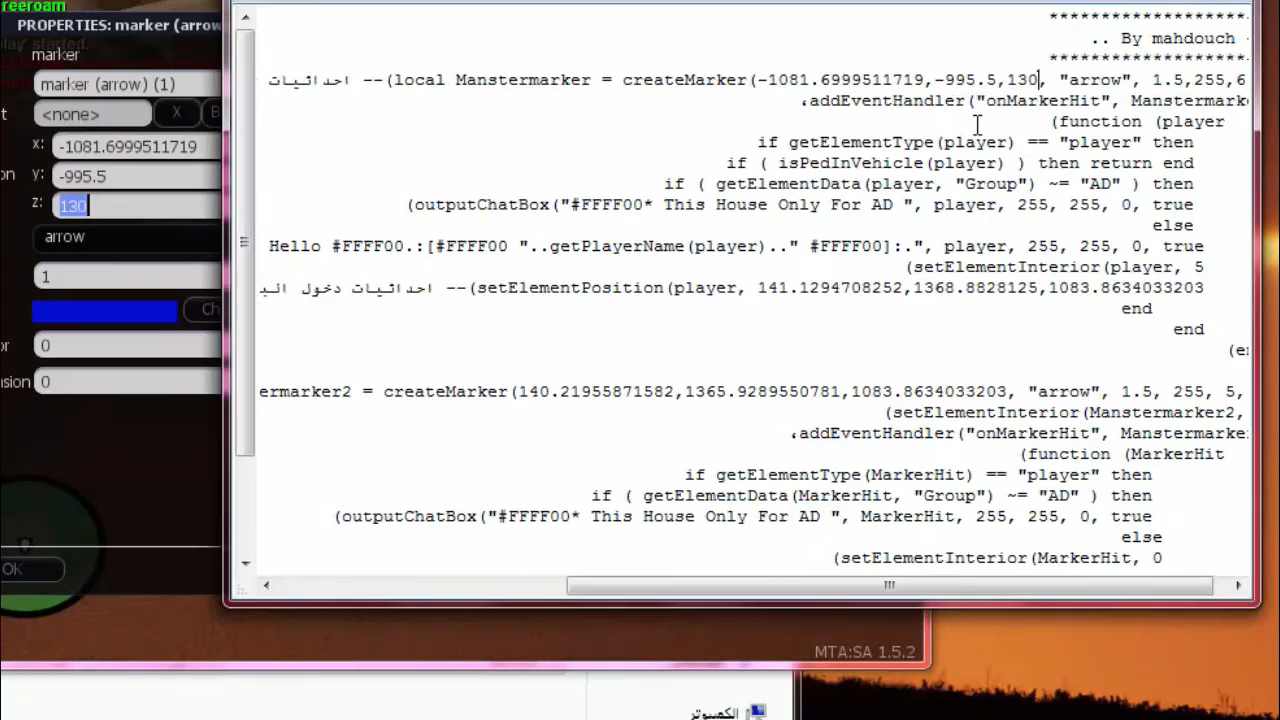 reeroam
PROPERTIES: marker (arrow
marker
marker (arrow) (1)
<none>
X
B
x:
-1081.6999511719
on
y:
-995.5
z:
130
arrow
1
Ch
or
0
nsion
0
OK
*********************
.. By mahdouch
*********************
احداثيات --(local Manstermarker = createMarker(-1081.6999511719,-995.5,130, "arrow", 1.5,255,6
،addEventHandler("onMarkerHit", Manstermarke
(function (player
if getElementType(player) == "player" then
if ( isPedInVehicle(player) ) then return end
if ( getElementData(player, "Group") ~= "AD" ) then
(outputChatBox("#FFFF00* This House Only For AD ", player, 255, 255, 0, true
else
Hello #FFFF00.:[#FFFF00 "..getPlayerName(player).." #FFFF00]:.", player, 255, 255, 0, true
(setElementInterior(player, 5
احداثيات دخول --(setElementPosition(player, 141.1294708252,1368.8828125,1083.8634033203
end
end
(en
ermarker2 = createMarker(140.21955871582,1365.9289550781,1083.8634033203, "arrow", 1.5, 255, 5,
(setElementInterior(Manstermarker2,
،addEventHandler("onMarkerHit", Manstermarke
(function (MarkerHit
if getElementType(MarkerHit) == "player" then
if ( getElementData(MarkerHit, "Group") ~= "AD" ) then
(outputChatBox("#FFFF00* This House Only For AD ", MarkerHit, 255, 255, 0, true
else
(setElementInterior(MarkerHit, 0
MTA:SA 1.5.2
الكمبيوتر